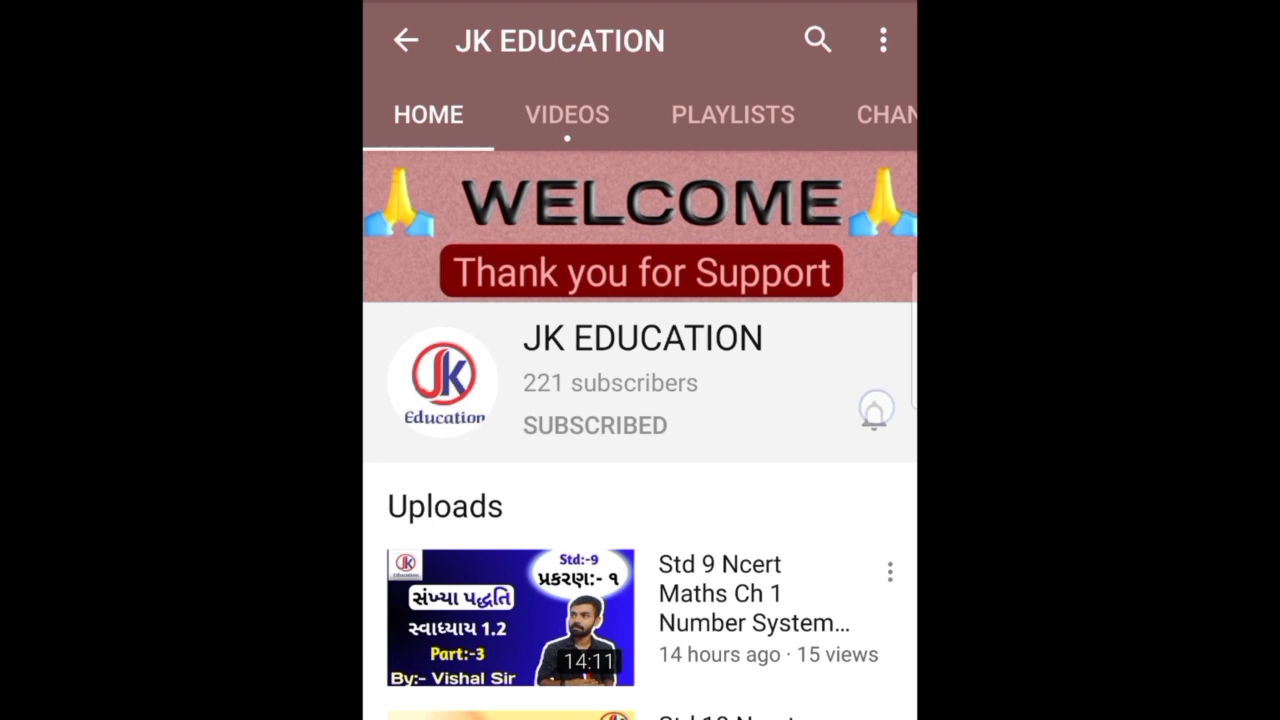 JK EDUCATION
HOME VIDEOS PLAYLISTS CHAN
WELCOME
Thank you for Support
JK EDUCATION
221 subscribers
SUBSCRIBED
Jk
Education
Uploads
Jk
Std:-9
પ્રકરણ:- ૧
સંખ્યા પદ્ધતિ
સ્વાધ્યાય 1.2
Part:-3
By:- Vishal Sir
14:11
Std 9 Ncert
Maths Ch 1
Number System...
14 hours ago · 15 views